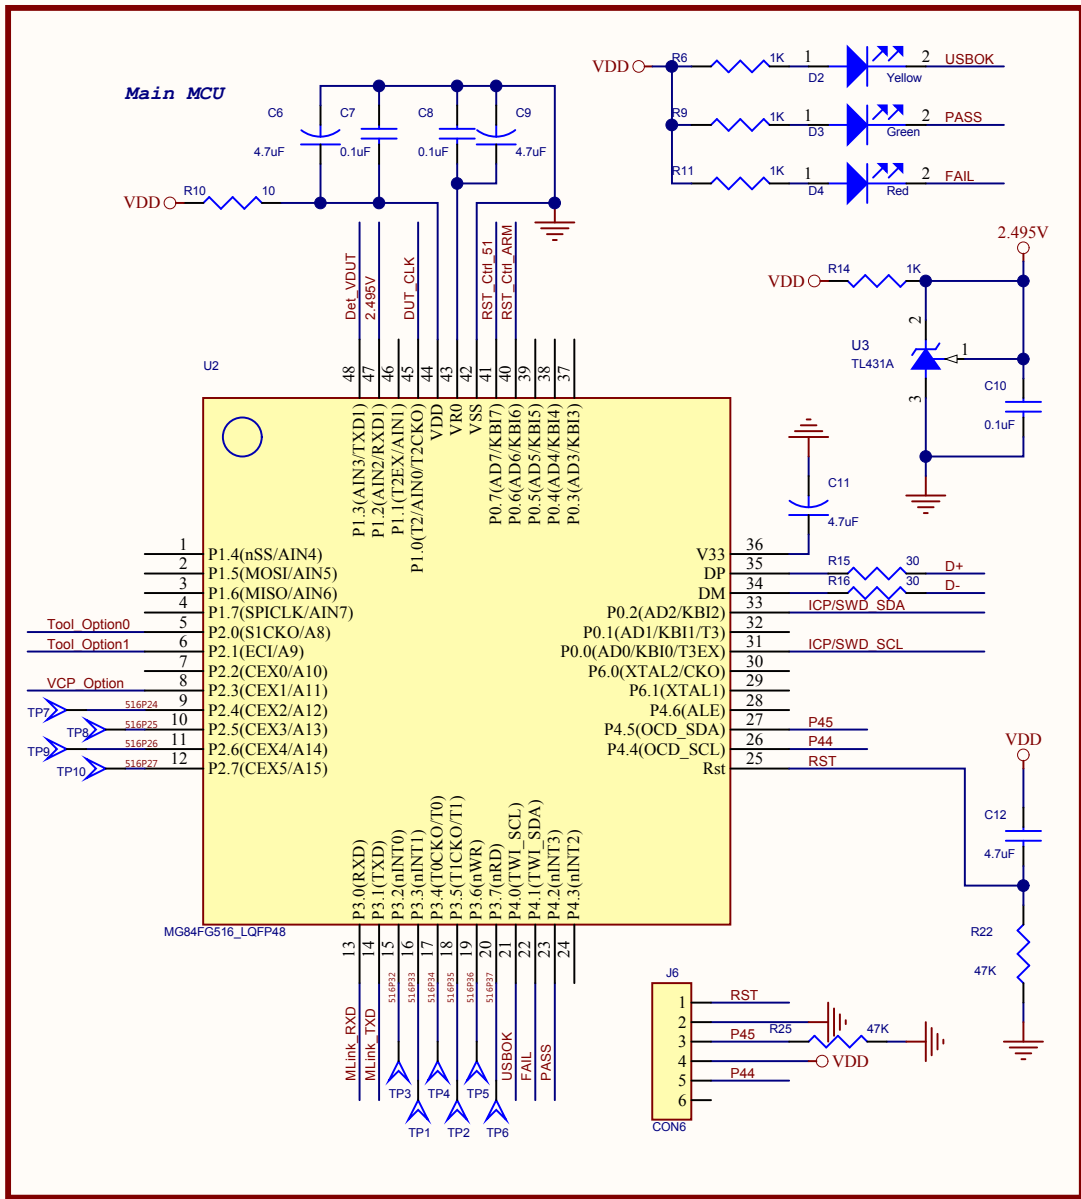 Main MCU
C6
4.7uF
C7
0.1uF
C8
0.1uF
C9
4.7uF
VDD
R10
10
VDD
R6
1K
1
D2
Yellow
2
USBOK
R9
1K
1
D3
Green
2
PASS
R11
1K
1
D4
Red
2
FAIL
2.495V
VDD
R14
1K
U3
TL431A
2
1
3
C10
0.1uF
Det_VDUT
2.495V
DUT_CLK
RST_Ctrl_51
RST_Ctrl_ARM
U2
48
47
46
45
44
43
42
41
40
39
38
37
P1.3(AIN3/TXD1)
P1.2(AIN2/RXD1)
P1.1(T2EX/AIN1)
P1.0(T2/AIN0/T2CKO)
VDD
VR0
VSS
P0.7(AD7/KBI7)
P0.6(AD6/KBI6)
P0.5(AD5/KBI5)
P0.4(AD4/KBI4)
P0.3(AD3/KBI3)
C11
4.7uF
1 P1.4(nSS/AIN4)
2 P1.5(MOSI/AIN5)
3 P1.6(MISO/AIN6)
4 P1.7(SPICLK/AIN7)
Tool_Option0 5 P2.0(S1CKO/A8)
Tool_Option1 6 P2.1(ECI/A9)
7 P2.2(CEX0/A10)
VCP_Option 8 P2.3(CEX1/A11)
TP7 516P24 9 P2.4(CEX2/A12)
TP8 516P25 10 P2.5(CEX3/A13)
TP9 516P26 11 P2.6(CEX4/A14)
TP10 516P27 12 P2.7(CEX5/A15)
V33 36
DP 35 R15 30 D+
DM 34 R16 30 D-
P0.2(AD2/KBI2) 33 ICP/SWD_SDA
P0.1(AD1/KBI1/T3) 32
P0.0(AD0/KBI0/T3EX) 31 ICP/SWD_SCL
P6.0(XTAL2/CKO) 30
P6.1(XTAL1) 29
P4.6(ALE) 28
P4.5(OCD_SDA) 27 P45
P4.4(OCD_SCL) 26 P44
Rst 25 RST
VDD
C12
4.7uF
R22
47K
P3.0(RXD)
P3.1(TXD)
P3.2(nINT0)
P3.3(nINT1)
P3.4(T0CKO/T0)
P3.5(T1CKO/T1)
P3.6(nWR)
P3.7(nRD)
P4.0(TWI_SCL)
P4.1(TWI_SDA)
P4.2(nINT3)
P4.3(nINT2)
MG84FG516_LQFP48
13
14
15
16
17
18
19
20
21
22
23
24
516P32
516P33
516P34
516P35
516P36
516P37
MLink_RXD
MLink_TXD
USBOK
FAIL
PASS
TP3
TP4
TP5
TP1
TP2
TP6
J6
1 RST
2
3 P45 R25 47K
4 VDD
5 P44
6
CON6